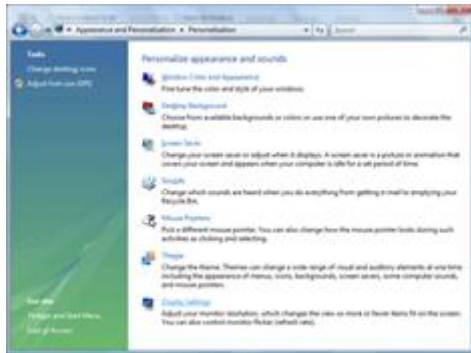 Appearance and Personalization ▸ Personalization
Search
Tasks
Change desktop icons
Adjust font size (DPI)
Personalize appearance and sounds
Window Color and Appearance
Fine tune the color and style of your windows.
Desktop Background
Choose from available backgrounds or colors or use one of your own pictures to decorate the
desktop.
Screen Saver
Change your screen saver or adjust when it displays. A screen saver is a picture or animation that
covers your screen and appears when your computer is idle for a set period of time.
Sounds
Change which sounds are heard when you do everything from getting e-mail to emptying your
Recycle Bin.
Mouse Pointers
Pick a different mouse pointer. You can also change how the mouse pointer looks during such
activities as clicking and selecting.
Theme
Change the theme. Themes can change a wide range of visual and auditory elements at one time
including the appearance of menus, icons, backgrounds, screen savers, some computer sounds,
and mouse pointers.
Display Settings
Adjust your monitor resolution, which changes the view so more or fewer items fit on the screen.
You can also control monitor flicker (refresh rate).
See also
Taskbar and Start Menu
Ease of Access